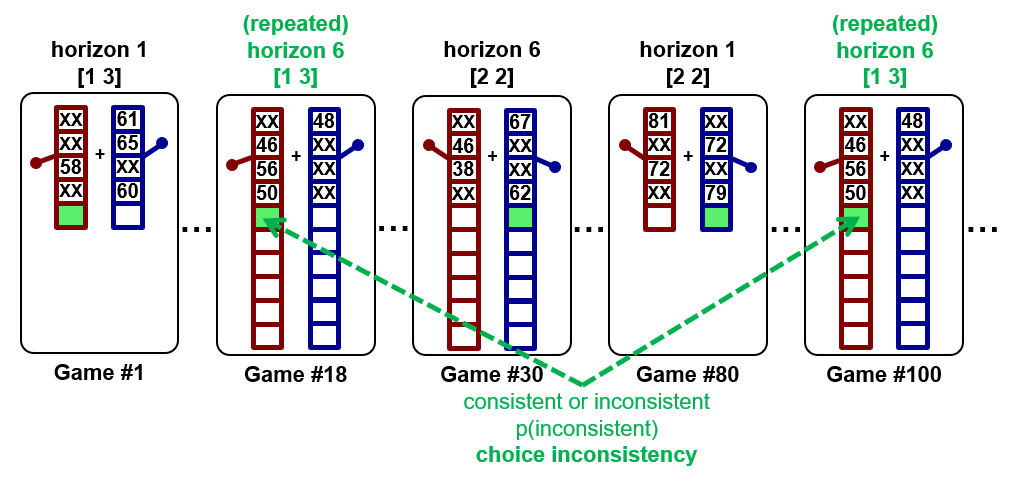 horizon 1
[1 3]
XX 61
XX 65
+
58 XX
XX 60
Game #1
...
(repeated)
horizon 6
[1 3]
XX 48
46 XX
+
56 XX
50 XX
Game #18
...
horizon 6
[2 2]
XX 67
46 XX
+
38 XX
XX 62
Game #30
...
horizon 1
[2 2]
81 XX
XX 72
+
72 XX
XX 79
Game #80
...
(repeated)
horizon 6
[1 3]
XX 48
46 XX
+
56 XX
50 XX
Game #100
...
consistent or inconsistent
p(inconsistent)
choice inconsistency